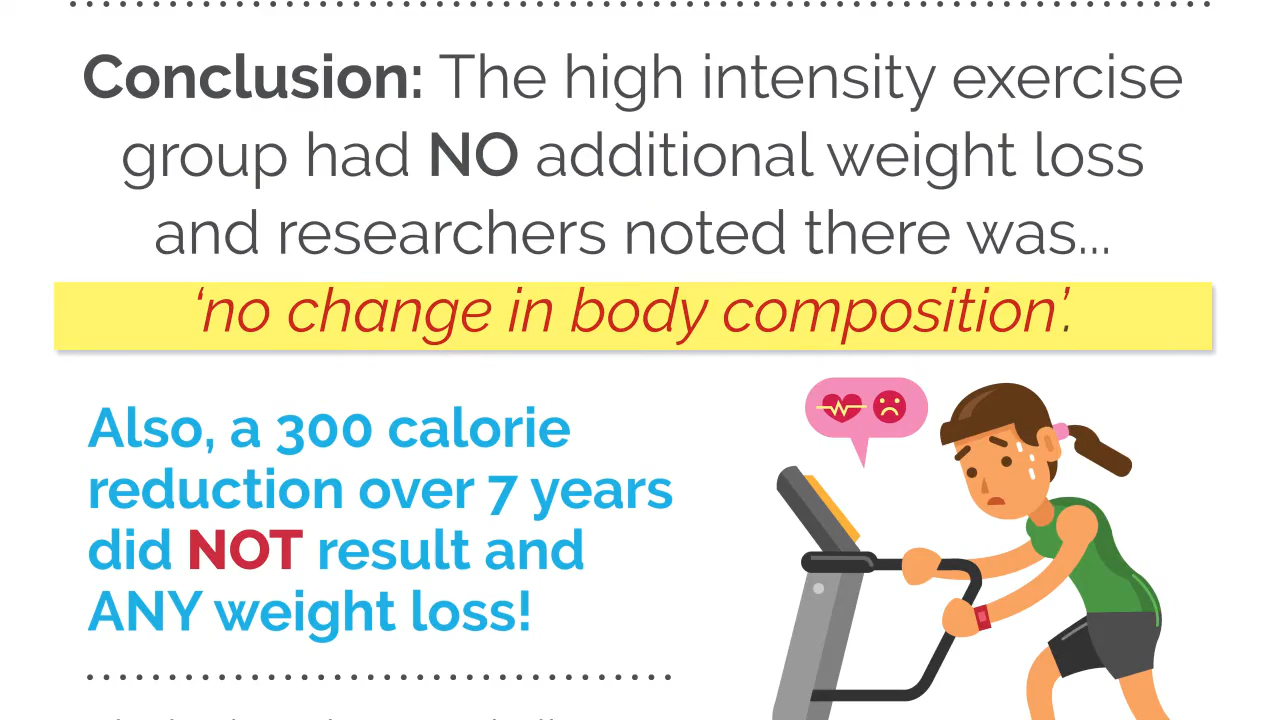 Conclusion: The high intensity exercise
group had NO additional weight loss
and researchers noted there was...
‘no change in body composition’.
Also, a 300 calorie
reduction over 7 years
did NOT result and
ANY weight loss!